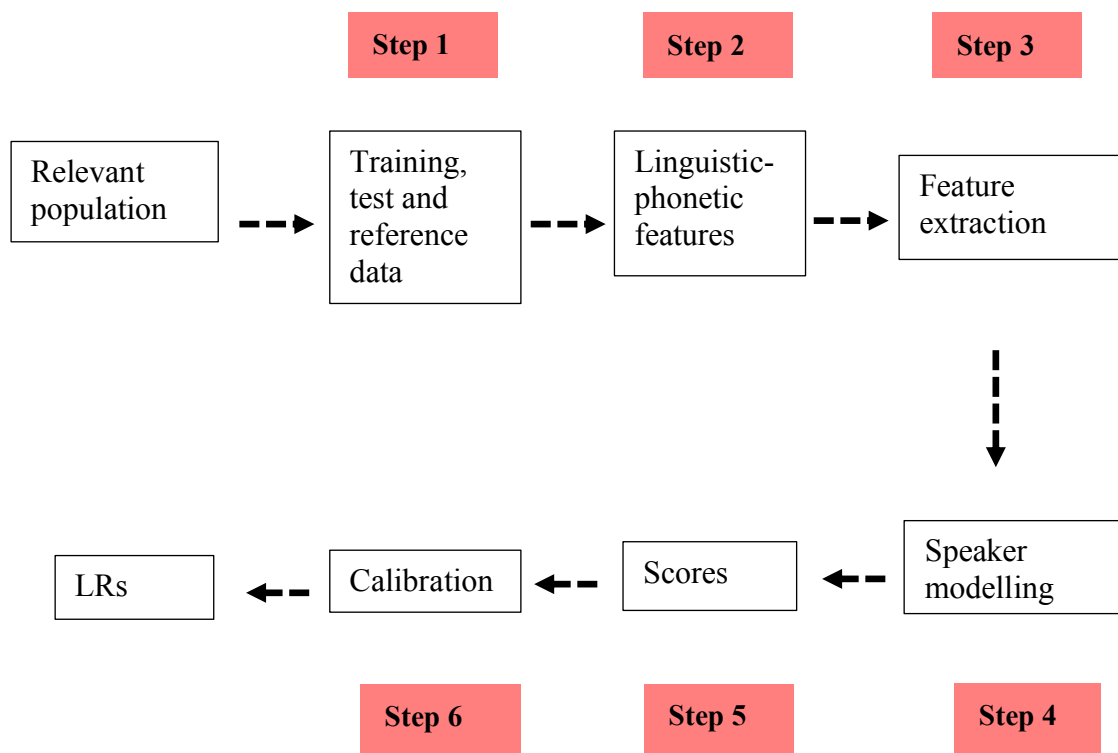 Step 1
Step 2
Step 3
Relevant
population
Training,
test and
reference
data
Linguistic-
phonetic
features
Feature
extraction
LRs
Calibration
Scores
Speaker
modelling
Step 6
Step 5
Step 4